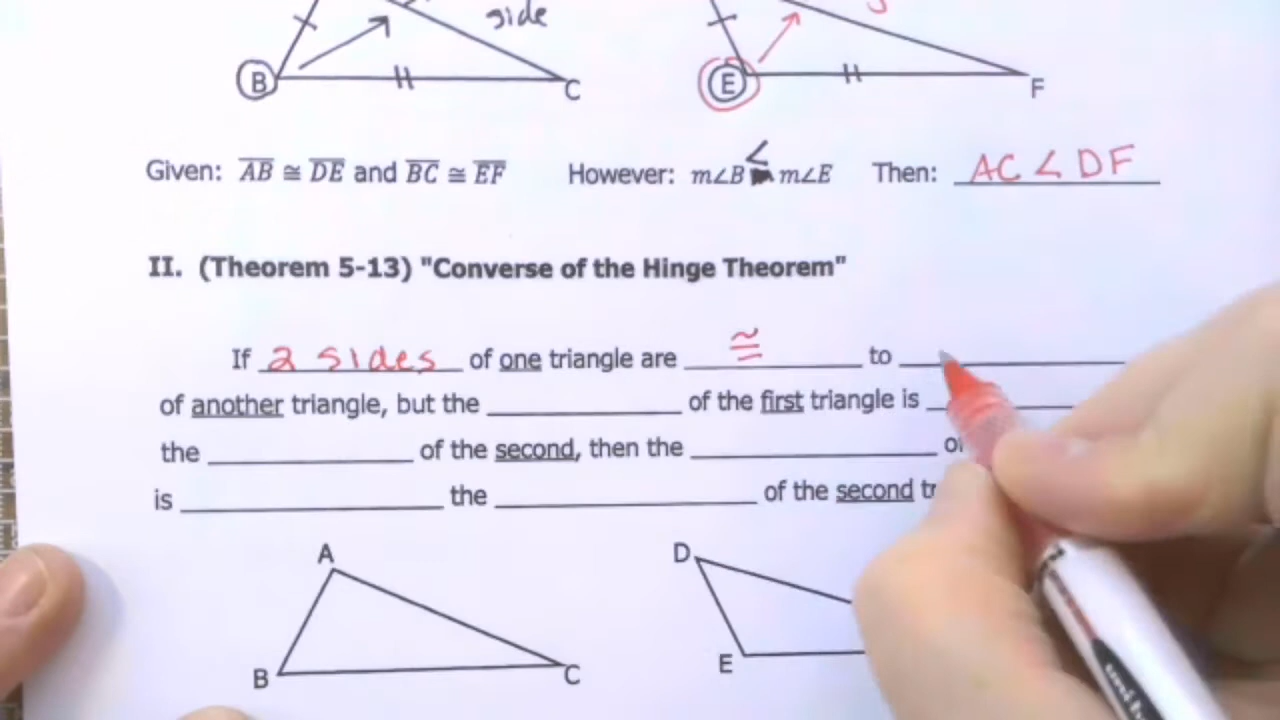 side
B C E F
Given: AB ≅ DE and BC ≅ EF However: m∠B < m∠E Then: AC < DF
II. (Theorem 5-13) "Converse of the Hinge Theorem"
If 2 sides of one triangle are ≅ to
of another triangle, but the of the first triangle is
the of the second, then the
is the of the second
A D
B C E